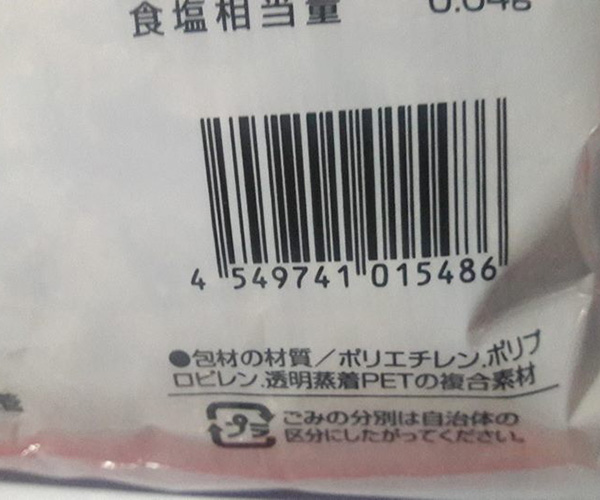 食塩相当量 0.04g
4 549741 015486
●包材の材質／ポリエチレン,ポリプ
ロピレン,透明蒸着PETの複合素材
プラ
ごみの分別は自治体の
区分にしたがってください。